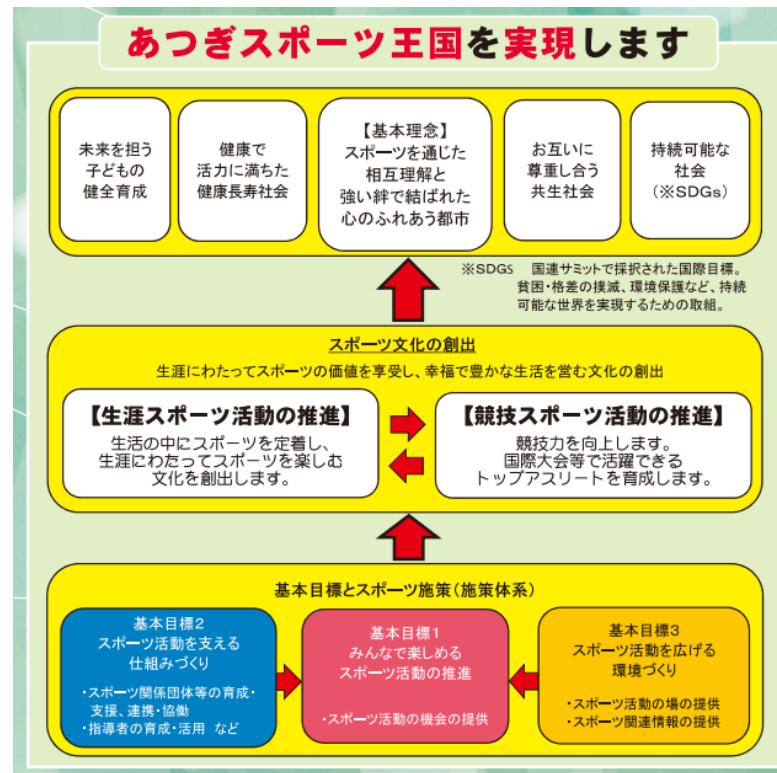 あつぎスポーツ王国を実現します
未来を担う
子どもの
健全育成
健康で
活力に満ちた
健康長寿社会
【基本理念】
スポーツを通じた
相互理解と
強い絆で結ばれた
心のふれあう都市
お互いに
尊重し合う
共生社会
持続可能な
社会
(※SDGs)
※SDGs 国連サミットで採択された国際目標。
貧困・格差の撲滅、環境保護など、持続
可能な世界を実現するための取組。
スポーツ文化の創出
生涯にわたってスポーツの価値を享受し、幸福で豊かな生活を営む文化の創出
【生涯スポーツ活動の推進】
生活の中にスポーツを定着し、
生涯にわたってスポーツを楽しむ
文化を創出します。
【競技スポーツ活動の推進】
競技力を向上します。
国際大会等で活躍できる
トップアスリートを育成します。
基本目標とスポーツ施策(施策体系)
基本目標2
スポーツ活動を支える
仕組みづくり
・スポーツ関係団体等の育成・
支援、連携・協働
・指導者の育成・活用 など
基本目標1
みんなで楽しめる
スポーツ活動の推進
・スポーツ活動の機会の提供
基本目標3
スポーツ活動を広げる
環境づくり
・スポーツ活動の場の提供
・スポーツ関連情報の提供